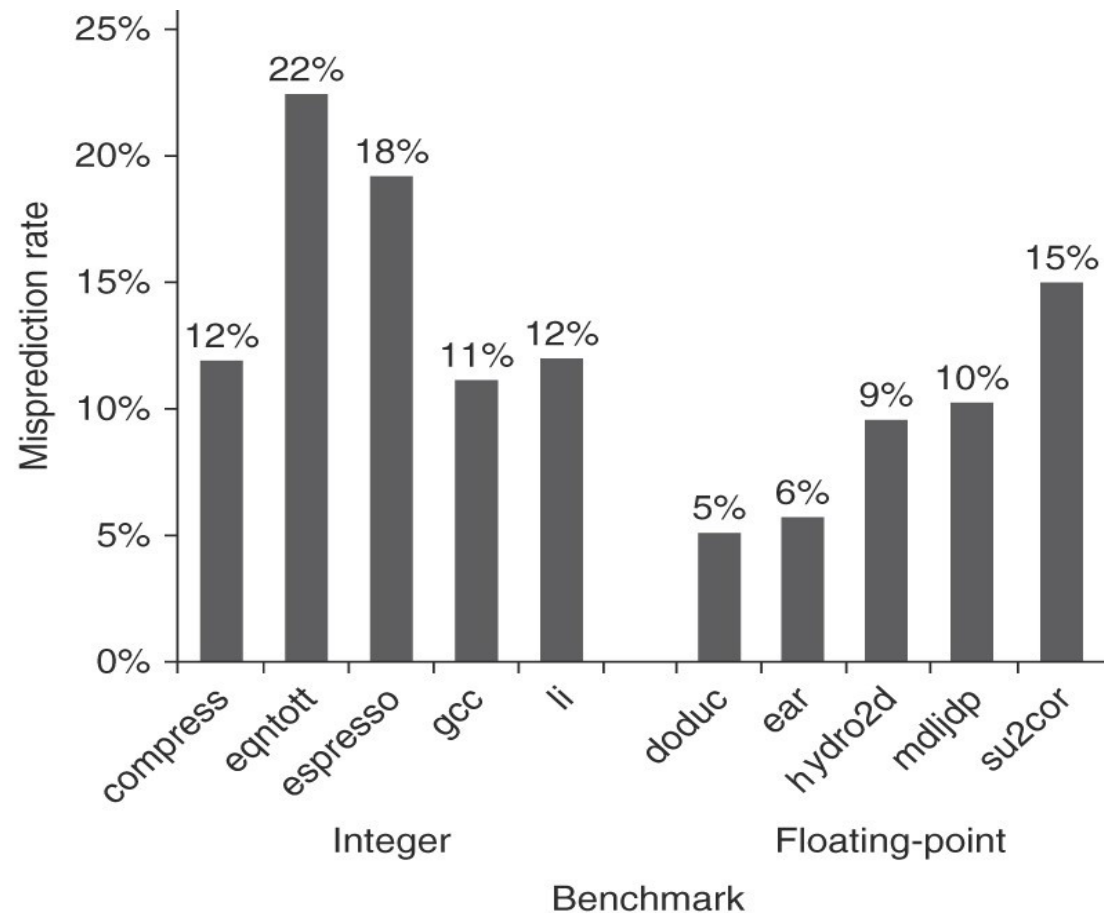 25%
20%
15%
10%
5%
0%
Misprediction rate
12%
22%
18%
11%
12%
5%
6%
9%
10%
15%
compress
eqntott
espresso
gcc
li
doduc
ear
hydro2d
mdljdp
su2cor
Integer
Floating-point
Benchmark